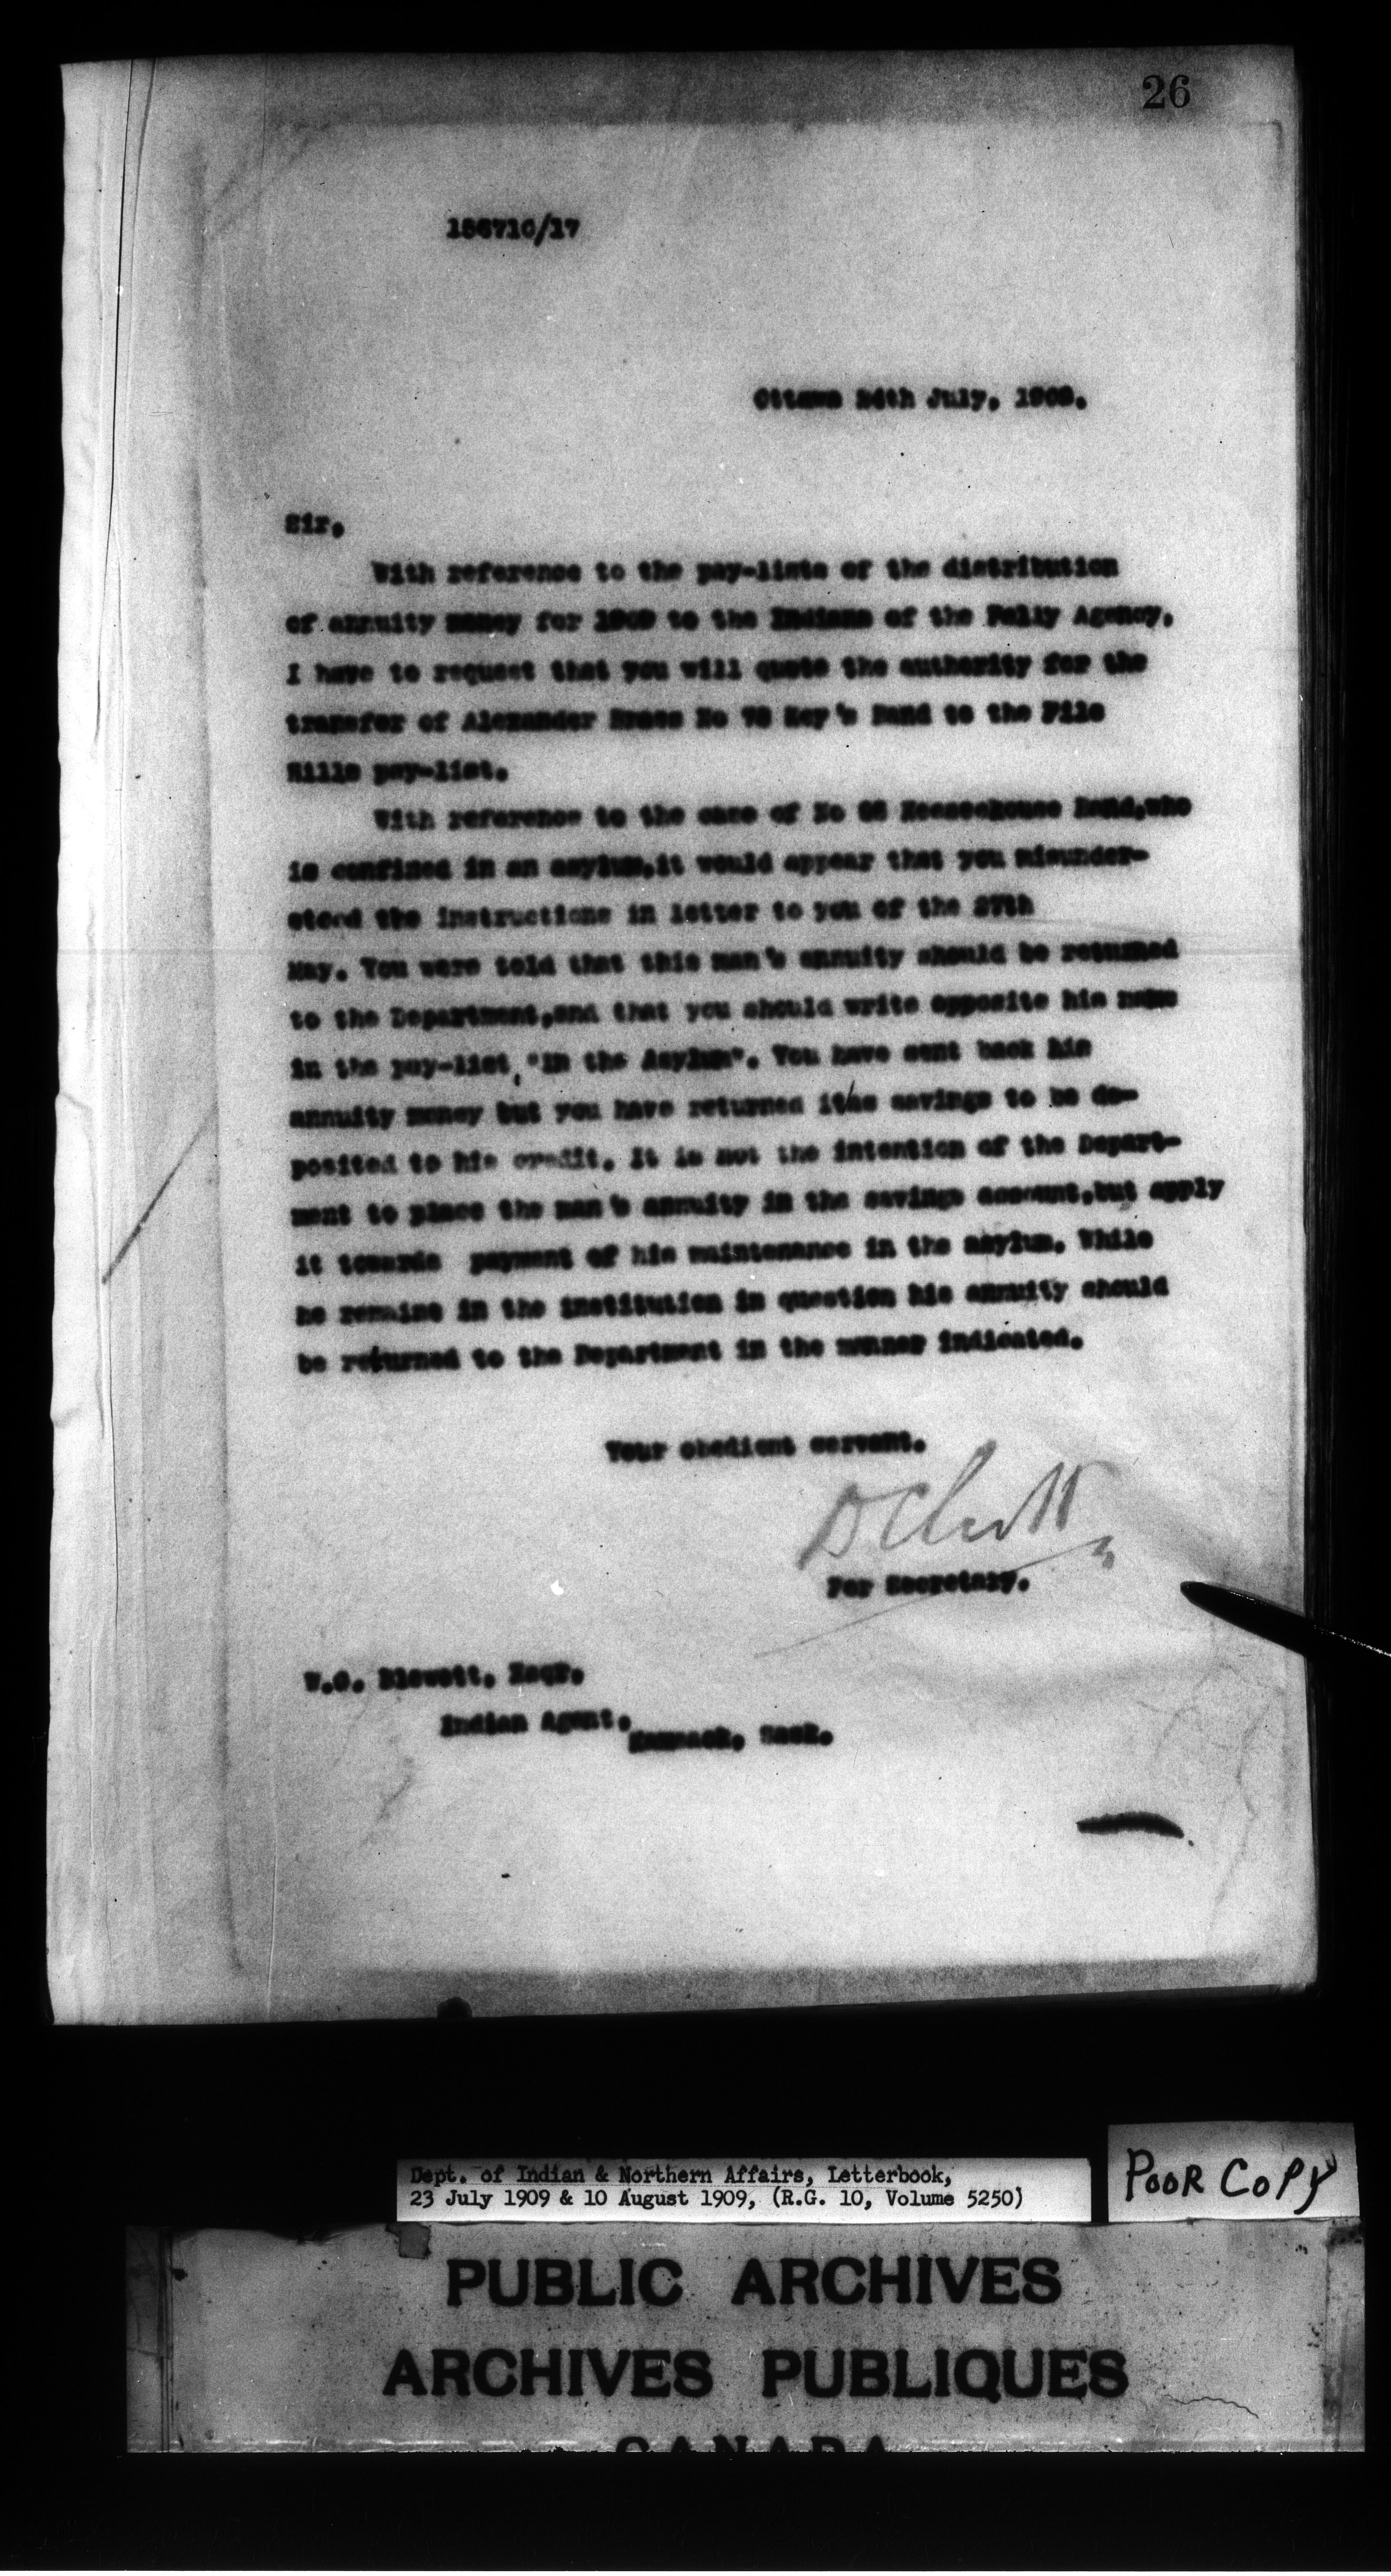 26
186710/17
Ottawa 24th July, 1909.
Sir,
With reference to the pay-lists of the distribution
of annuity money for 1909 to the Indians of the Pelly Agency,
I have to request that you will quote the authority for the
transfer of Alexander Brass No 78 Key's Band to the File
Hills pay-list.
With reference to the case of No Band,who
is confined in an asylum,it would appear that you misunder-
stood the instructions in letter to you of the 27th
May. You were told that this man's annuity should be returned
to the Department,and that you should write opposite his name
in the pay-list, "In the Asylum". You have sent back his
annuity money but you have returned it/as savings to be de-
posited to his credit. It is not the intention of the Depart-
ment to place the man's annuity in the savings account,but apply
it towards payment of his maintenance in the asylum. While
he remains in the institution in question his annuity should
be returned to the Department in the manner indicated.
Your obedient servant.
For Secretary.
W.G. Blewett, Esqr.
Indian Agent,
Kamsack, Sask.
Dept. of Indian & Northern Affairs, Letterbook,
23 July 1909 & 10 August 1909, (R.G. 10, Volume 5250)
POOR COPY
PUBLIC ARCHIVES
ARCHIVES PUBLIQUES
CANADA